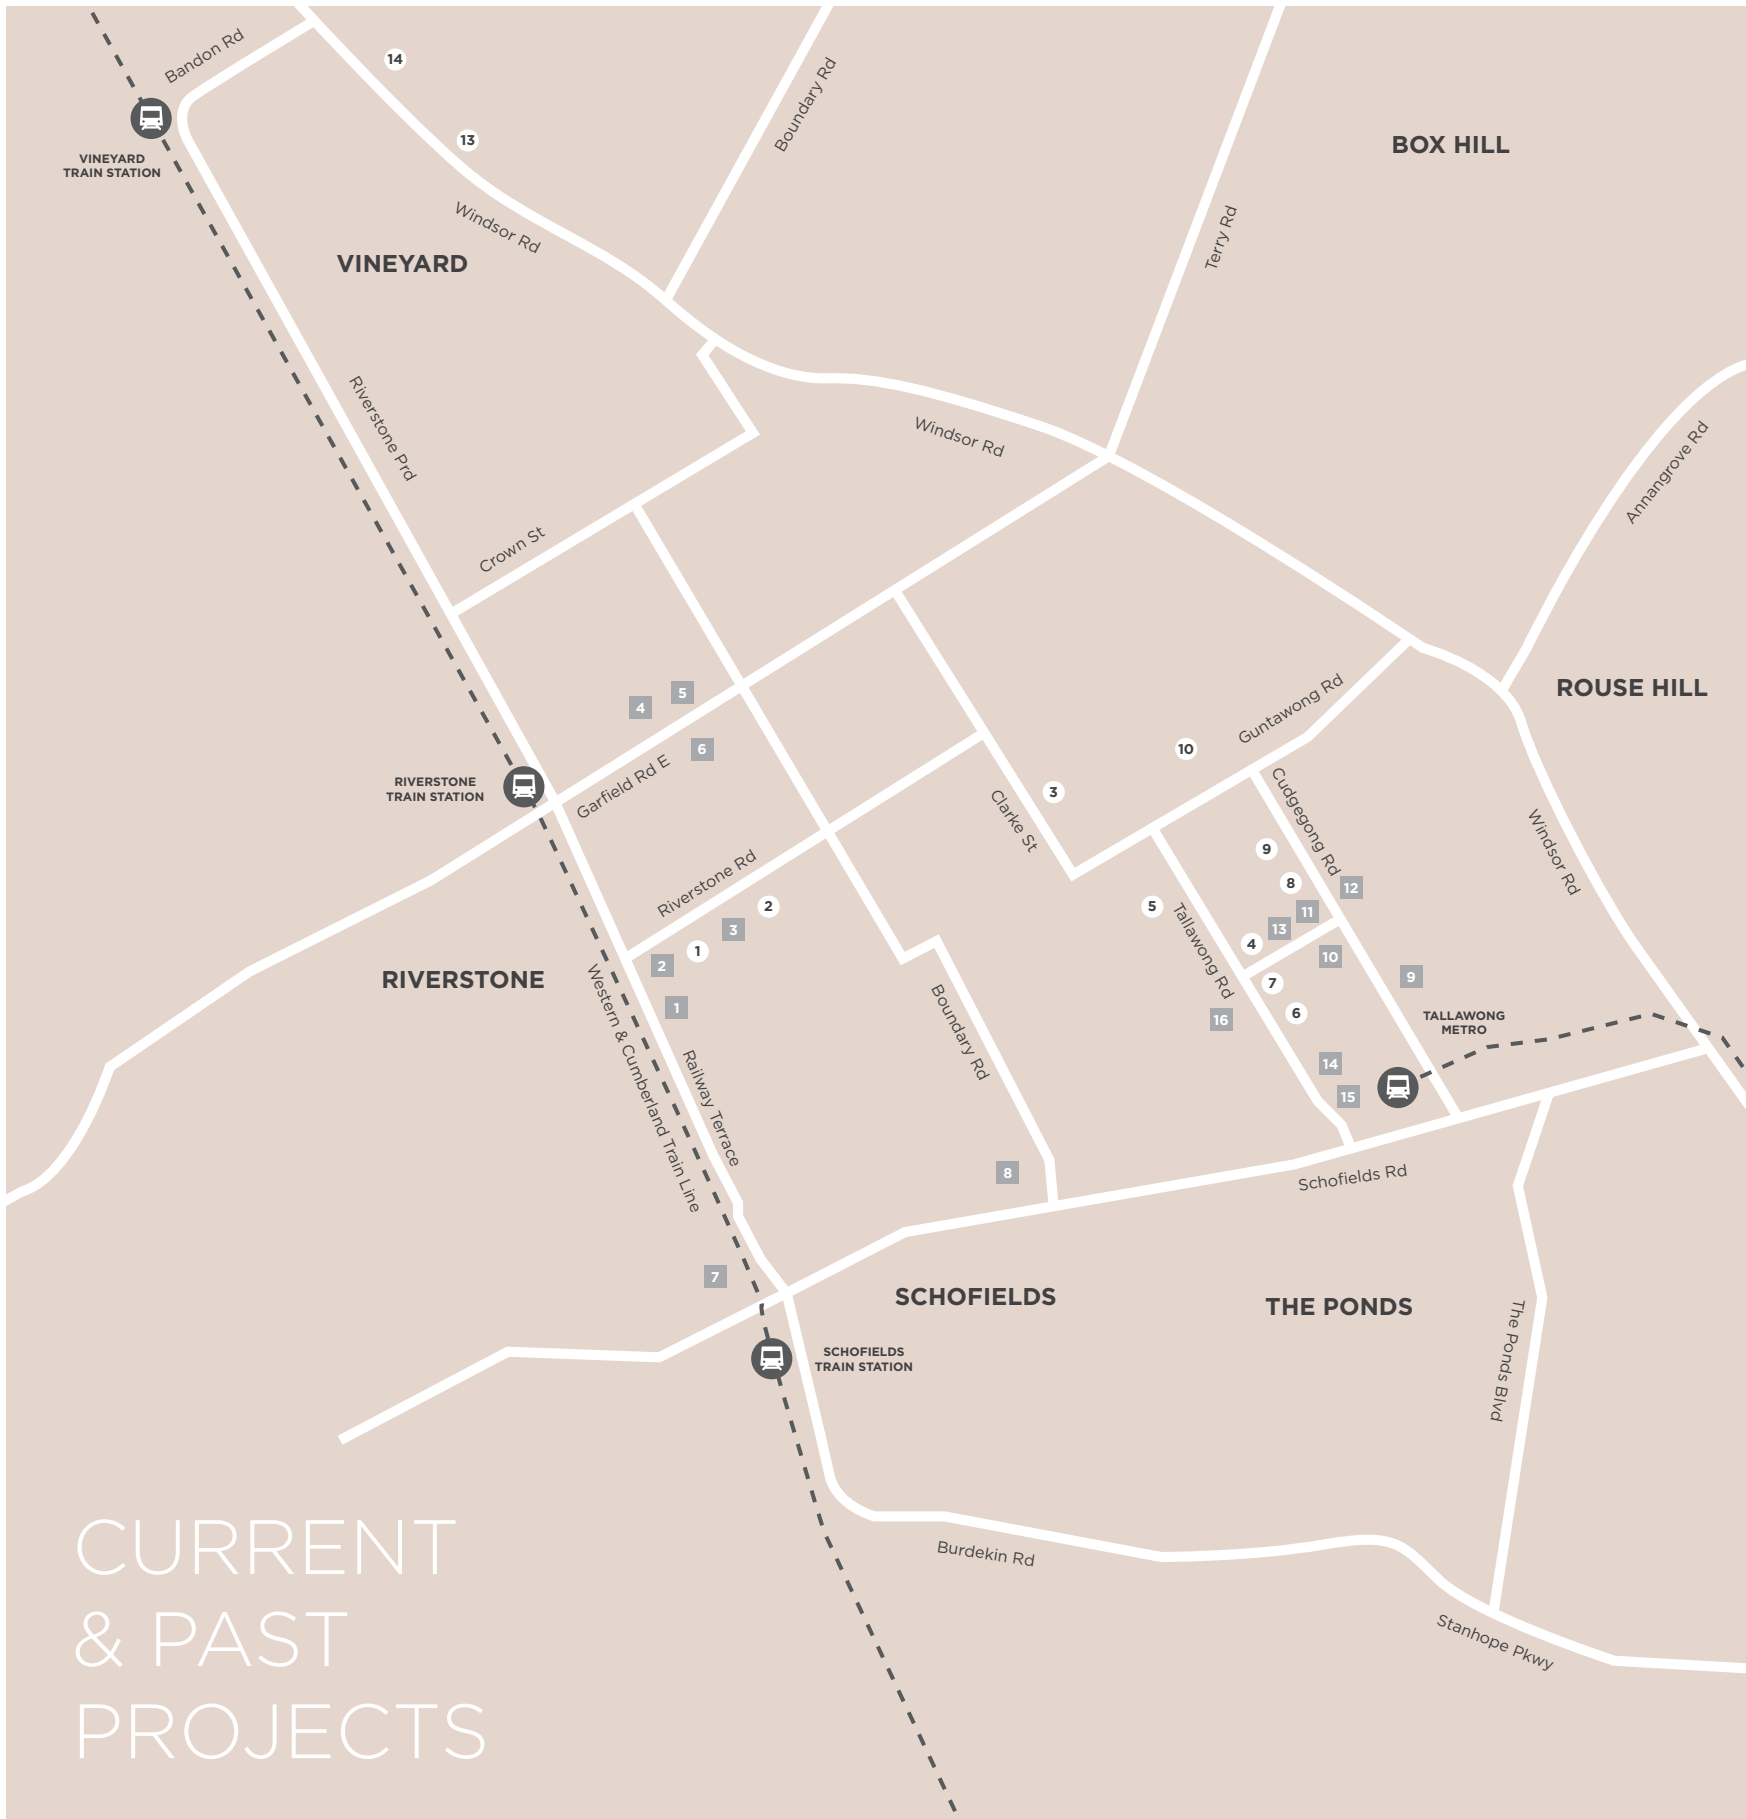 Bandon Rd
14
Boundary Rd
13
BOX HILL
VINEYARD
TRAIN STATION
Windsor Rd
Terry Rd
VINEYARD
Riverstone Prd
Windsor Rd
Annangrove Rd
Crown St
ROUSE HILL
5
4
Guntawong Rd
6
10
Garfield Rd E
RIVERSTONE
TRAIN STATION
3
Clarke St
Cudgegong Rd
Windsor Rd
Riverstone Rd
9
8
12
2
5
11
3
13
Tallawong Rd
4
1
10
2
RIVERSTONE
9
7
1
6
16
TALLAWONG
METRO
Western & Cumberland Train Line
Boundary Rd
Railway Terrace
14
15
8
Schofields Rd
7
SCHOFIELDS
THE PONDS
The Ponds Blvd
SCHOFIELDS
TRAIN STATION
Burdekin Rd
Stanhope Pkwy
CURRENT
& PAST
PROJECTS